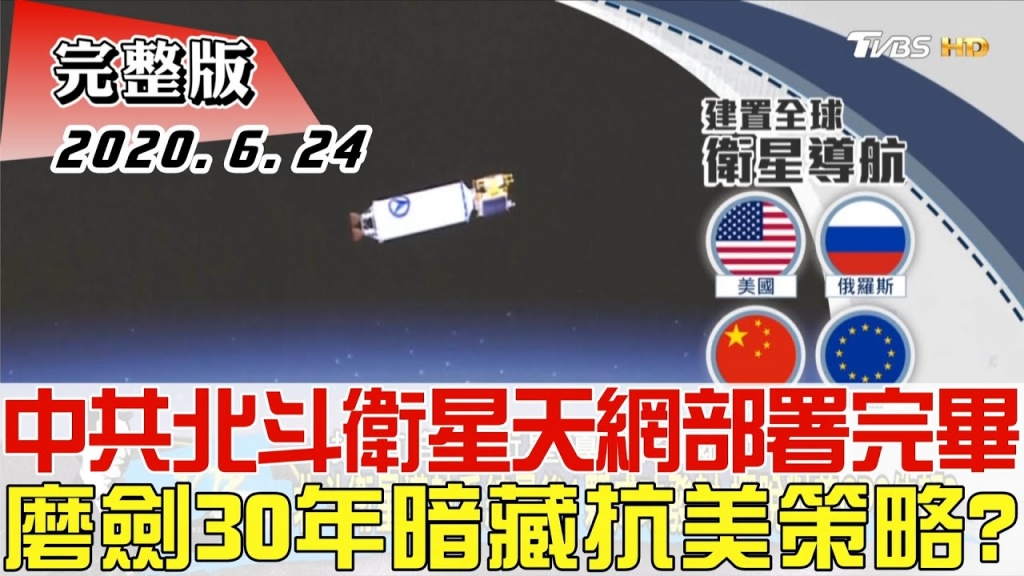 完整版
2020.6.24
TVBS HD
建置全球
衛星導航
美國
俄羅斯
中共北斗衛星天網部署完畢
磨劍30年暗藏抗美策略?